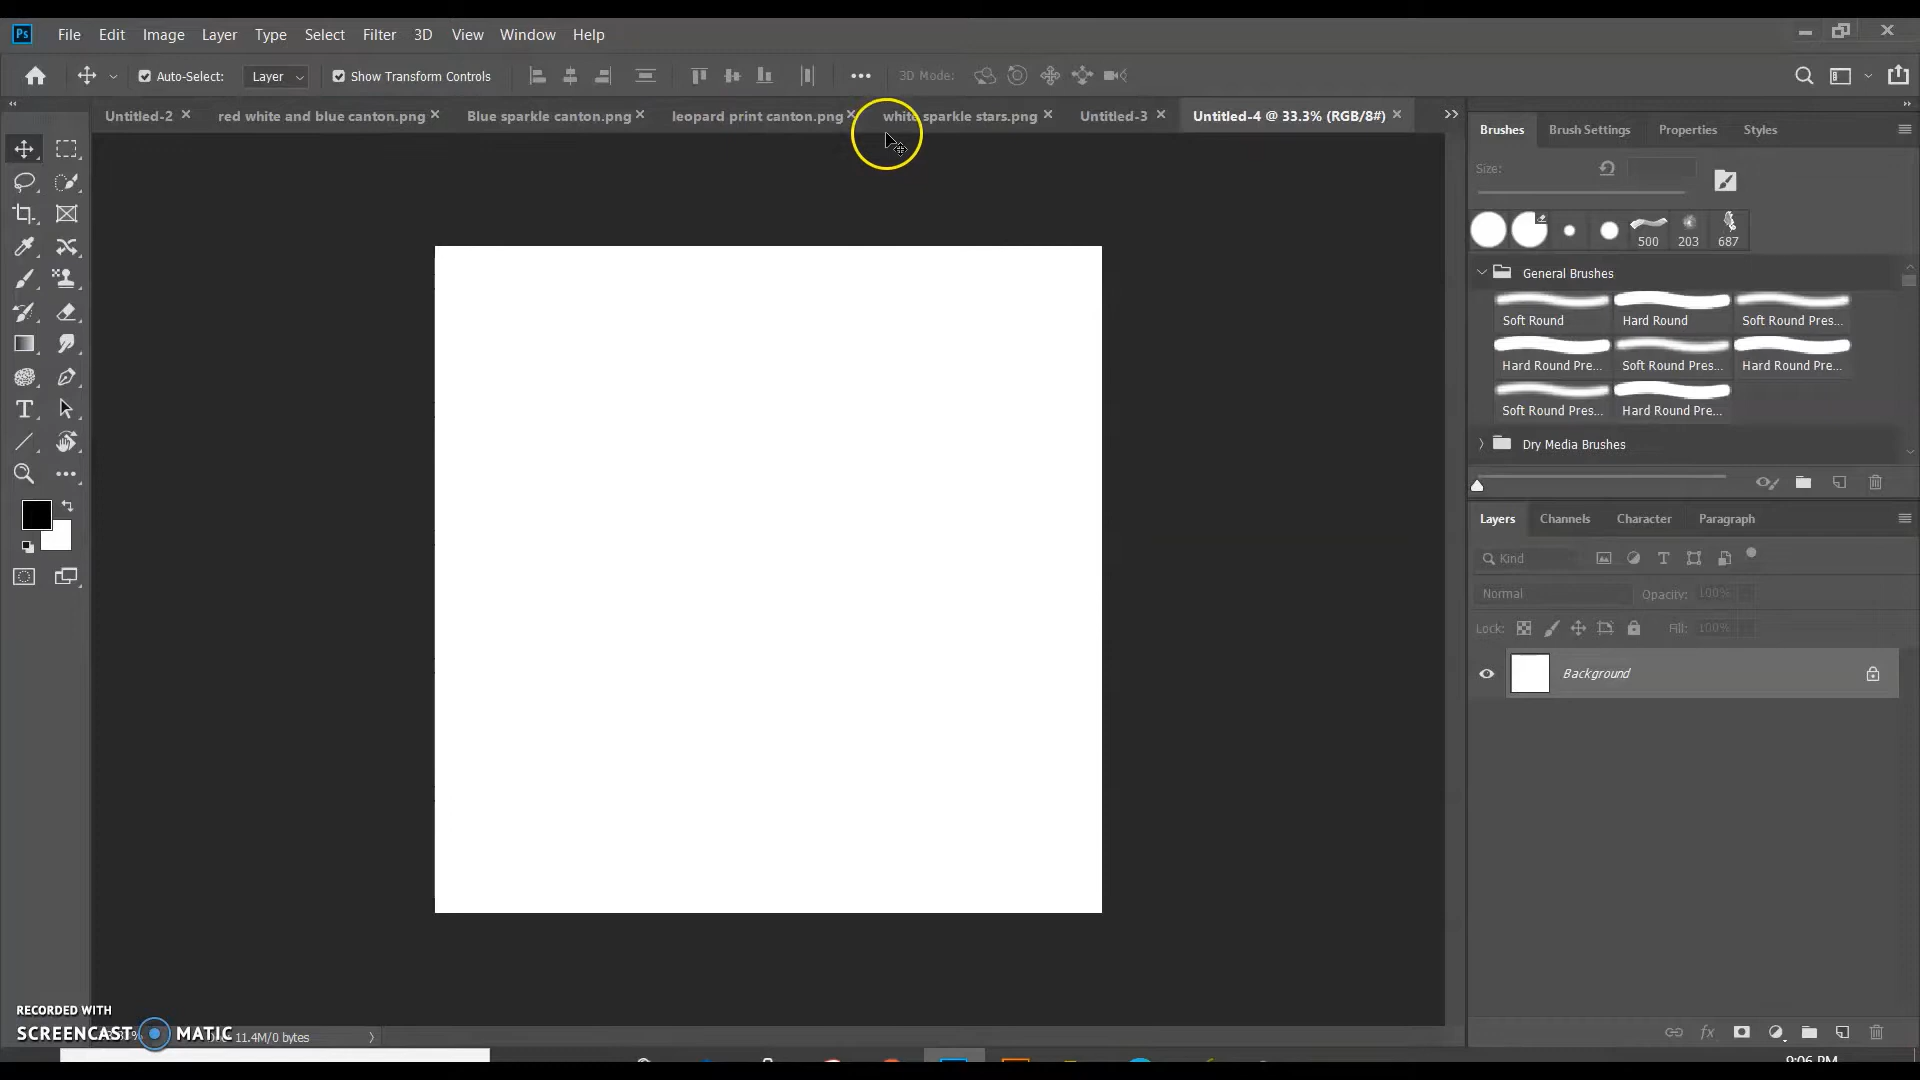 Ps File Edit Image Layer Type Select Filter 3D View Window Help
Auto-Select: Layer Show Transform Controls 3D Mode:
Untitled-2 red white and blue canton.png Blue sparkle canton.png leopard print canton.png white sparkle stars.png Untitled-3 Untitled-4 @ 33.3% (RGB/8#)
Brushes Brush Settings Properties Styles
Size:
500 203 687
General Brushes
Soft Round Hard Round Soft Round Pres...
Hard Round Pre... Soft Round Pres... Hard Round Pre...
Soft Round Pres... Hard Round Pre...
Dry Media Brushes
Layers Channels Character Paragraph
Kind
Normal Opacity: 100%
Lock: Fill: 100%
Background
fx
RECORDED WITH
SCREENCAST MATIC
11.4M/0 bytes
9:06 PM